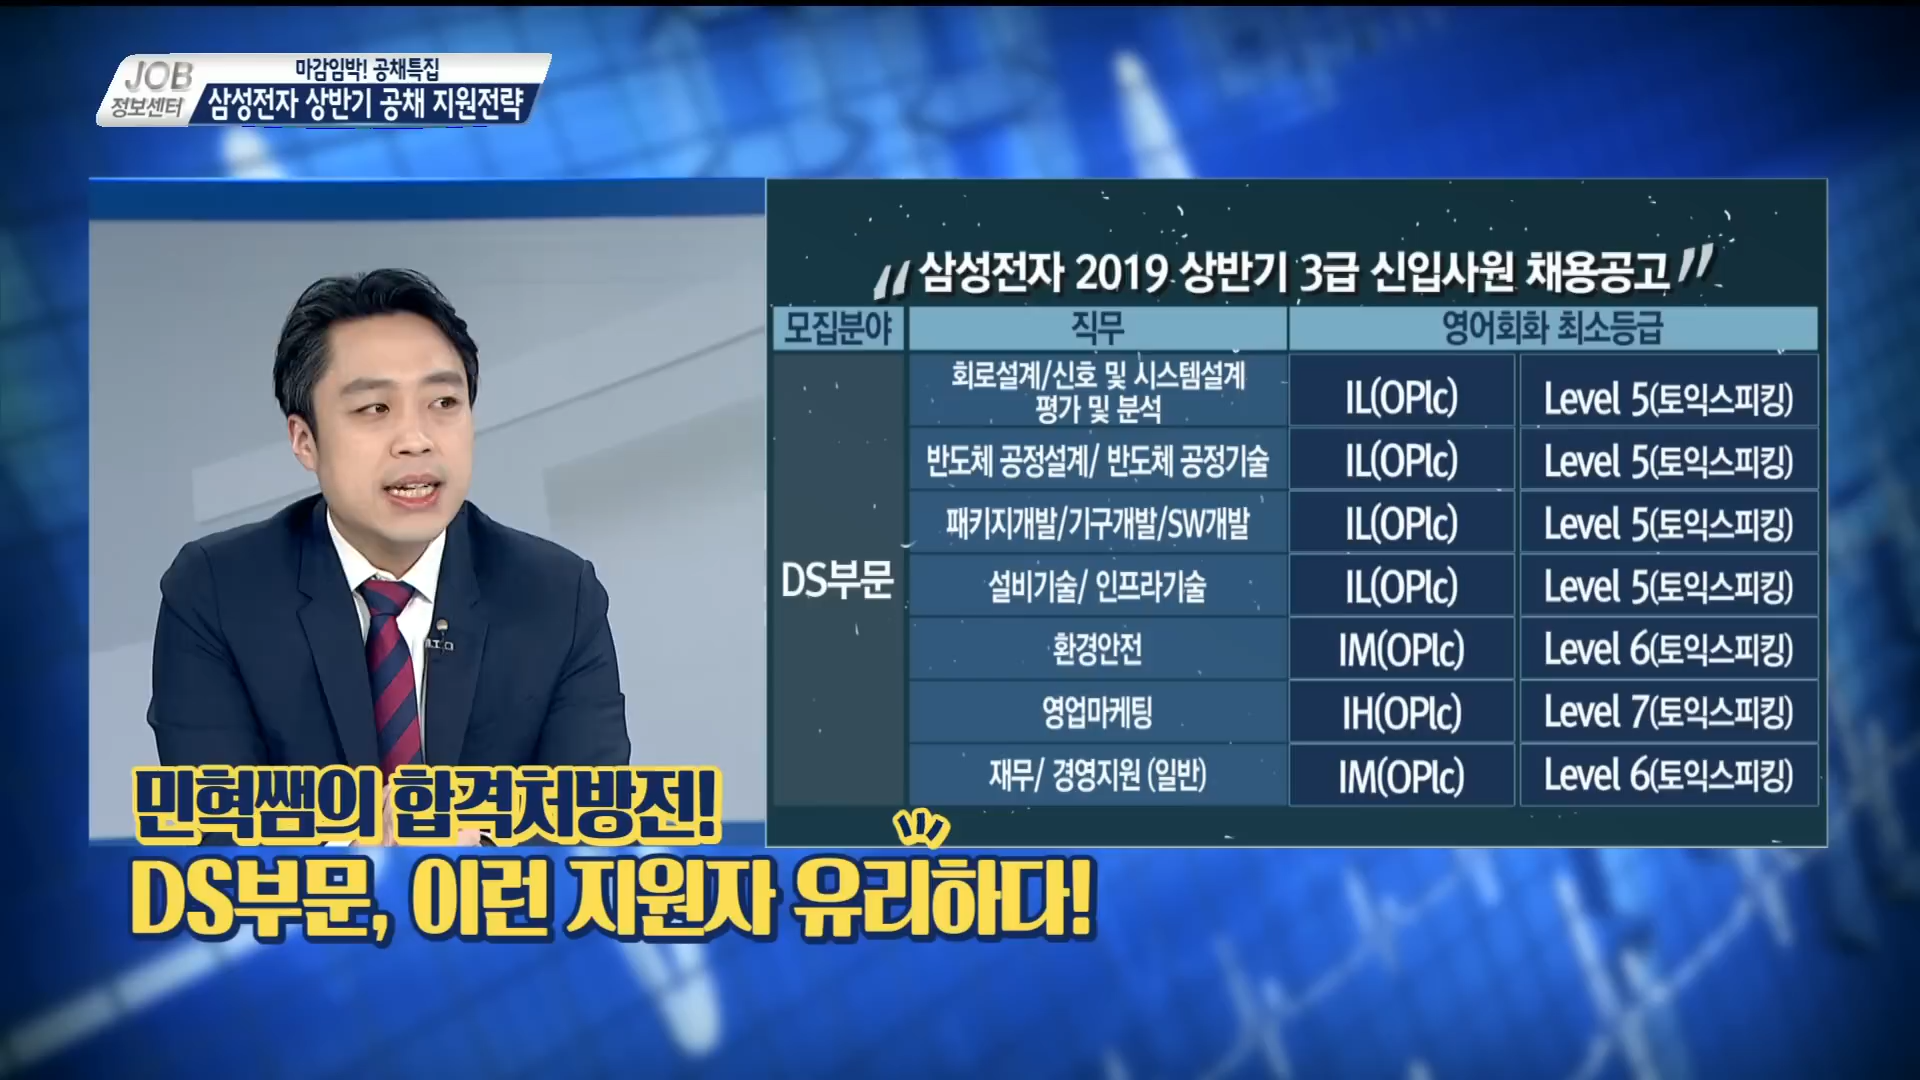 JOB
정보센터
마감임박! 공채특집
삼성전자 상반기 공채 지원전략
"삼성전자 2019 상반기 3급 신입사원 채용공고"
모집분야 직무 영어회화 최소등급
DS부문
회로설계/신호 및 시스템설계
평가 및 분석
IL(OPIc) Level 5(토익스피킹)
반도체 공정설계/ 반도체 공정기술 IL(OPIc) Level 5(토익스피킹)
패키지개발/기구개발/SW개발 IL(OPIc) Level 5(토익스피킹)
설비기술/ 인프라기술 IL(OPIc) Level 5(토익스피킹)
환경안전 IM(OPIc) Level 6(토익스피킹)
영업마케팅 IH(OPIc) Level 7(토익스피킹)
재무/ 경영지원 (일반) IM(OPIc) Level 6(토익스피킹)
민혁쌤의 합격처방전!
DS부문, 이런 지원자 유리하다!